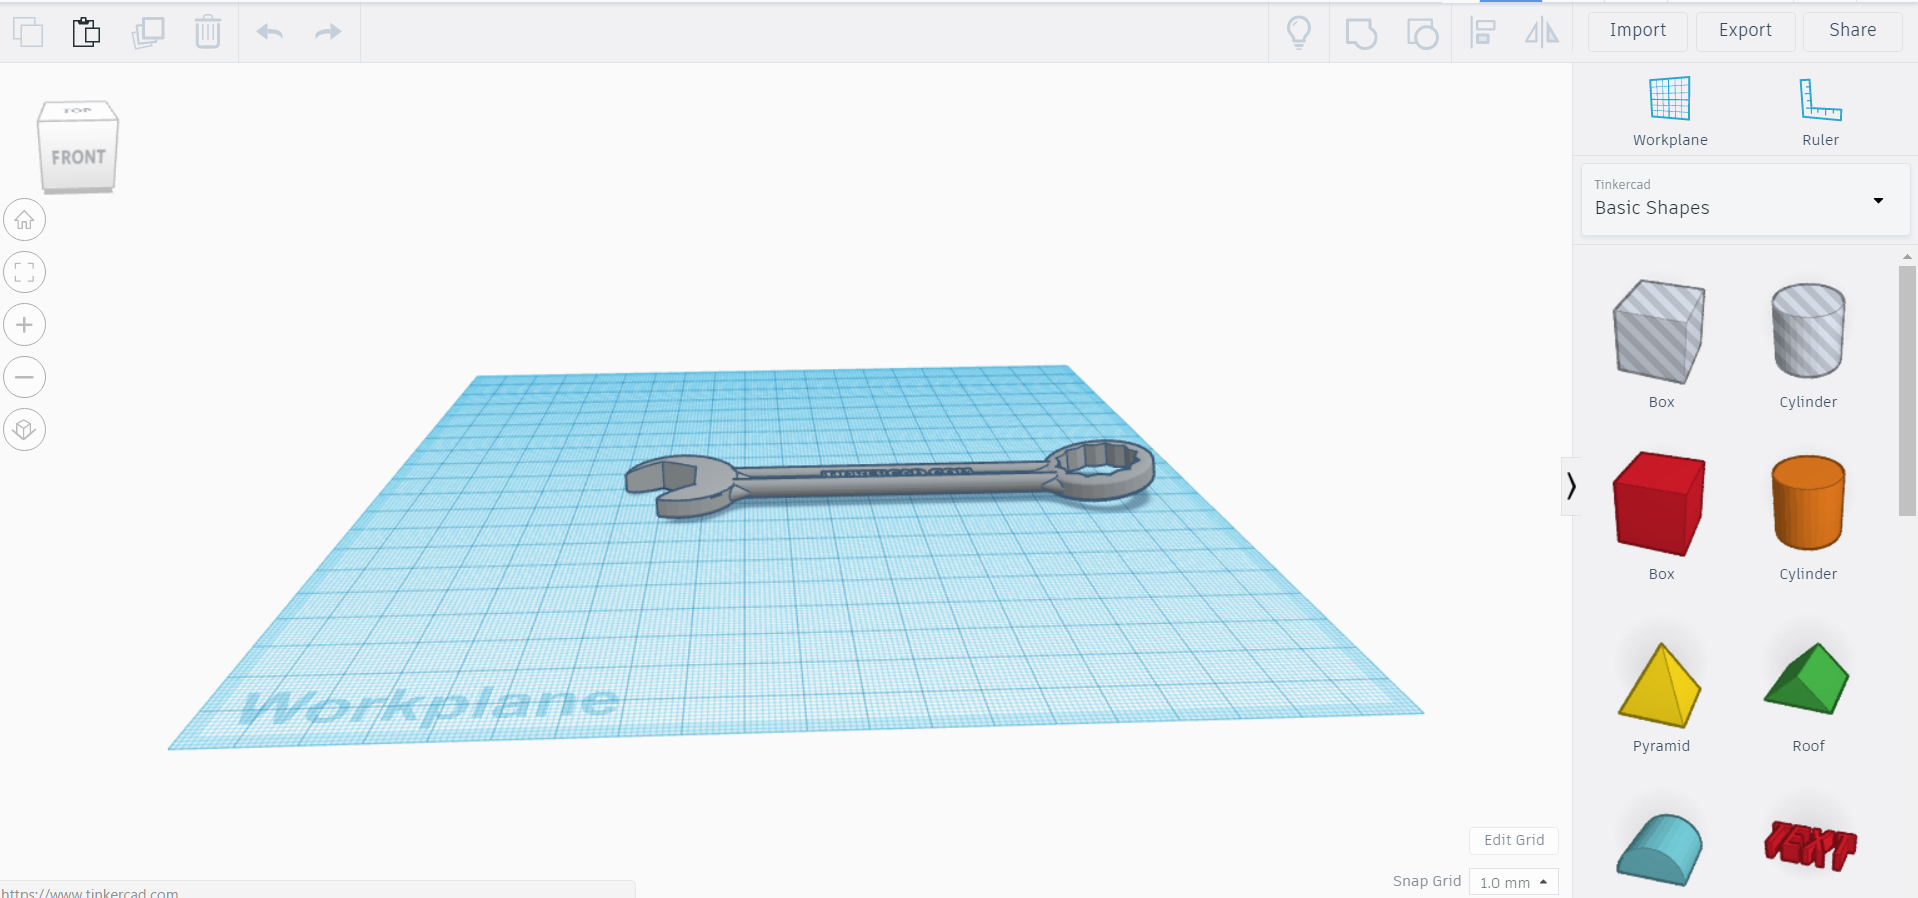 Import
Export
Share
TOP
FRONT
Workplane
Ruler
Tinkercad
Basic Shapes
Box
Cylinder
Box
Cylinder
Pyramid
Roof
TEXT
Workplane
Edit Grid
Snap Grid
1.0 mm
https://www.tinkercad.com